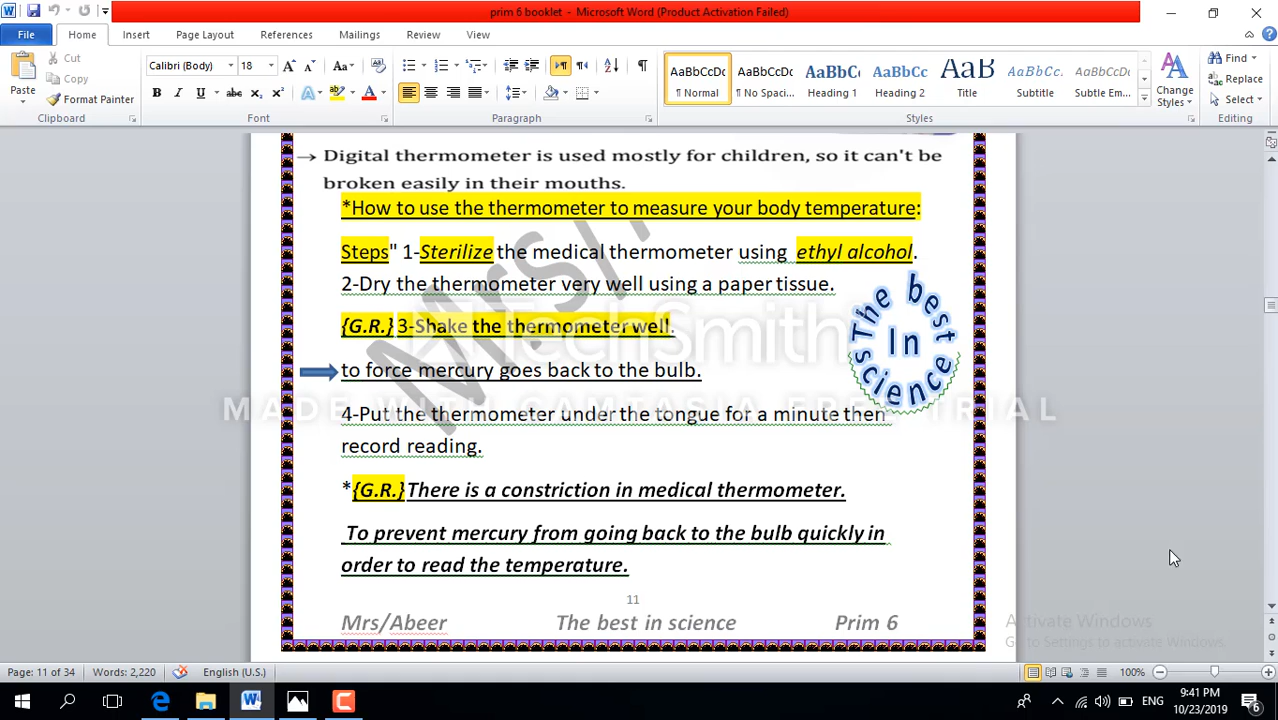 prim 6 booklet - Microsoft Word (Product Activation Failed)
File Home Insert Page Layout References Mailings Review View
Paste
Cut
Copy
Format Painter
Clipboard
Calibri (Body) 18
Font
Paragraph
AaBbCcDc AaBbCcDc AaBbCc AaBbCc AaB AaBbCc. AaBbCcDc
¶ Normal ¶ No Spaci... Heading 1 Heading 2 Title Subtitle Subtle Em...
Styles
Change Styles
Find
Replace
Select
Editing
→ Digital thermometer is used mostly for children, so it can't be
broken easily in their mouths.
*How to use the thermometer to measure your body temperature:
Steps" 1-Sterilize the medical thermometer using ethyl alcohol.
2-Dry the thermometer very well using a paper tissue.
{G.R.} 3-Shake the thermometer well.
to force mercury goes back to the bulb.
4-Put the thermometer under the tongue for a minute then
record reading.
*{G.R.} There is a constriction in medical thermometer.
To prevent mercury from going back to the bulb quickly in
order to read the temperature.
The best
In
science
TechSmith
MADE WITH CAMTASIA FREE TRIAL
11
Mrs/Abeer The best in science Prim 6
Activate Windows
Go to Settings to activate Windows.
Page: 11 of 34 Words: 2,220 English (U.S.) 100%
ENG 9:41 PM
10/23/2019 6